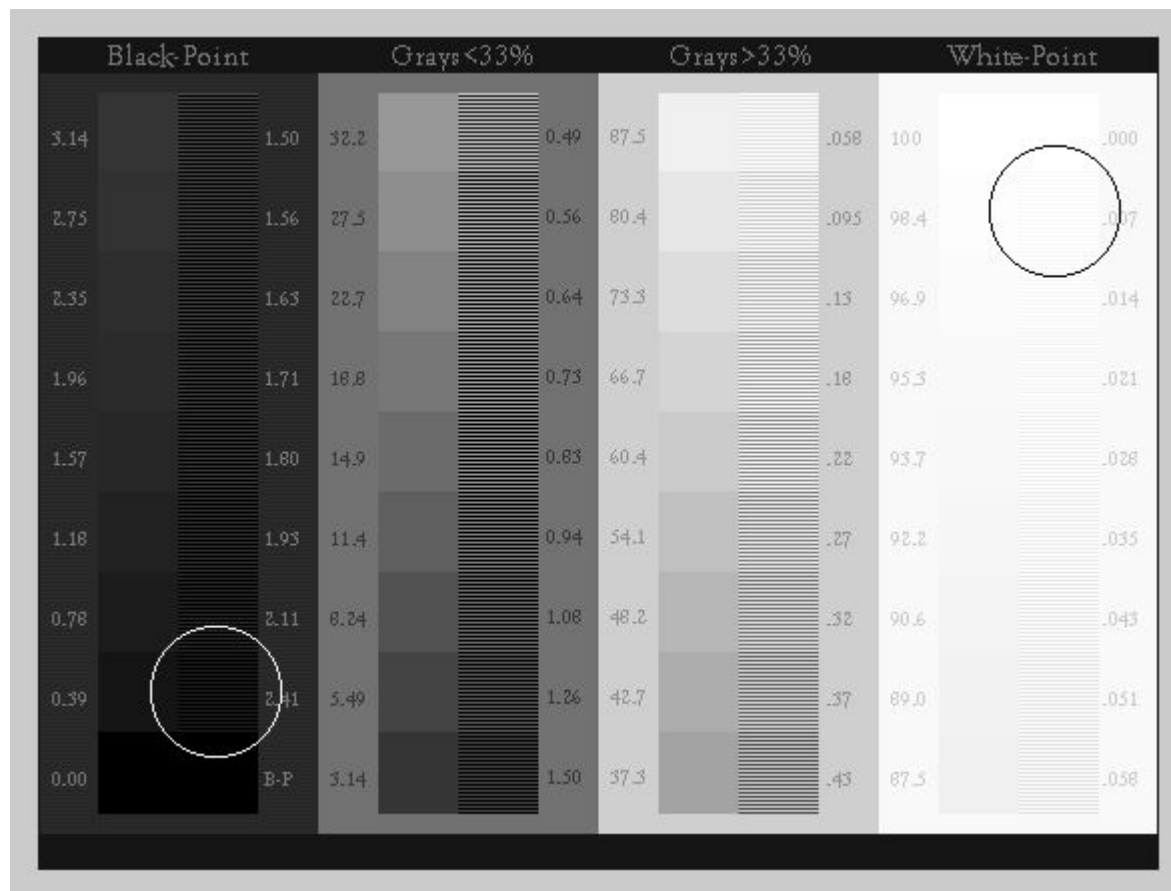 Black-Point Grays<33% Grays>33% White-Point
3.14 1.50 32.2 0.49 87.5 .058 100 .000
2.75 1.56 27.5 0.56 80.4 .095 98.4 .007
2.35 1.63 22.7 0.64 73.3 .13 96.9 .014
1.96 1.71 18.8 0.73 66.7 .18 95.3 .021
1.57 1.80 14.9 0.83 60.4 .22 93.7 .028
1.18 1.93 11.4 0.94 54.1 .27 92.2 .035
0.78 2.11 8.24 1.08 48.2 .32 90.6 .043
0.39 2.41 5.49 1.26 42.7 .37 89.0 .051
0.00 B-P 3.14 1.50 37.3 .43 87.5 .058